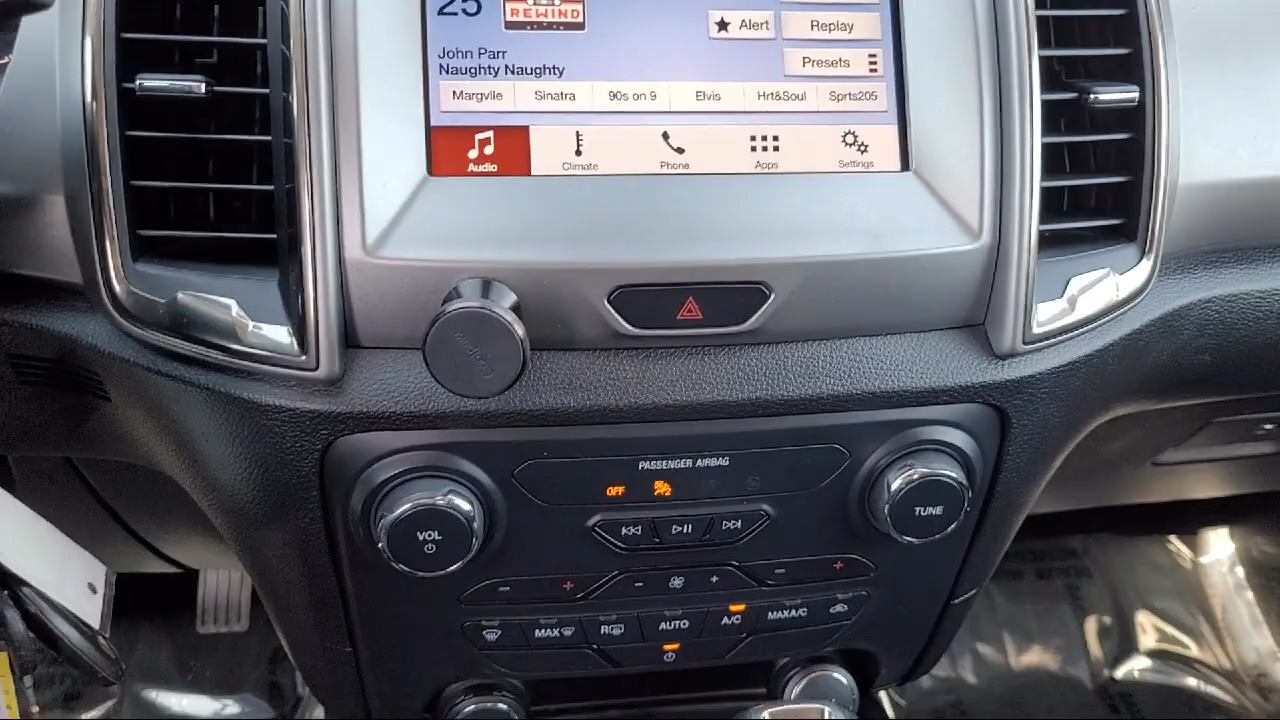 25
REWIND
Alert
Replay
John Parr
Naughty Naughty
Presets
Margvlle Sinatra 90s on 9 Elvis Hrt&Soul Sprts205
Audio Climate Phone Apps Settings
PASSENGER AIRBAG
OFF
VOL
TUNE
MAX R AUTO A/C MAX A/C